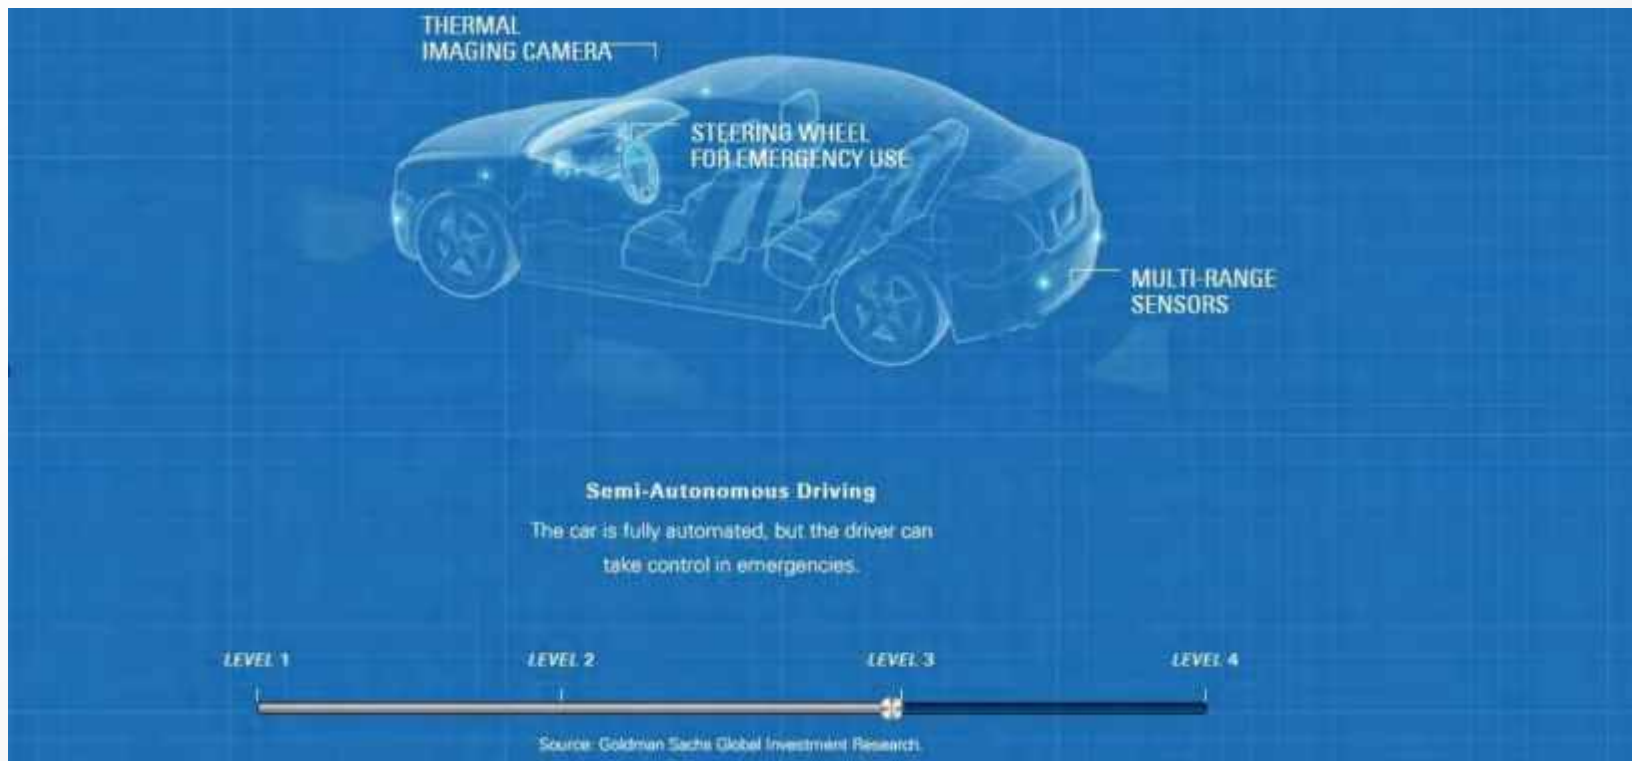 THERMAL
IMAGING CAMERA
STEERING WHEEL
FOR EMERGENCY USE
MULTI-RANGE
SENSORS
Semi-Autonomous Driving
The car is fully automated, but the driver can
take control in emergencies.
LEVEL 1 LEVEL 2 LEVEL 3 LEVEL 4
Source: Goldman Sachs Global Investment Research.